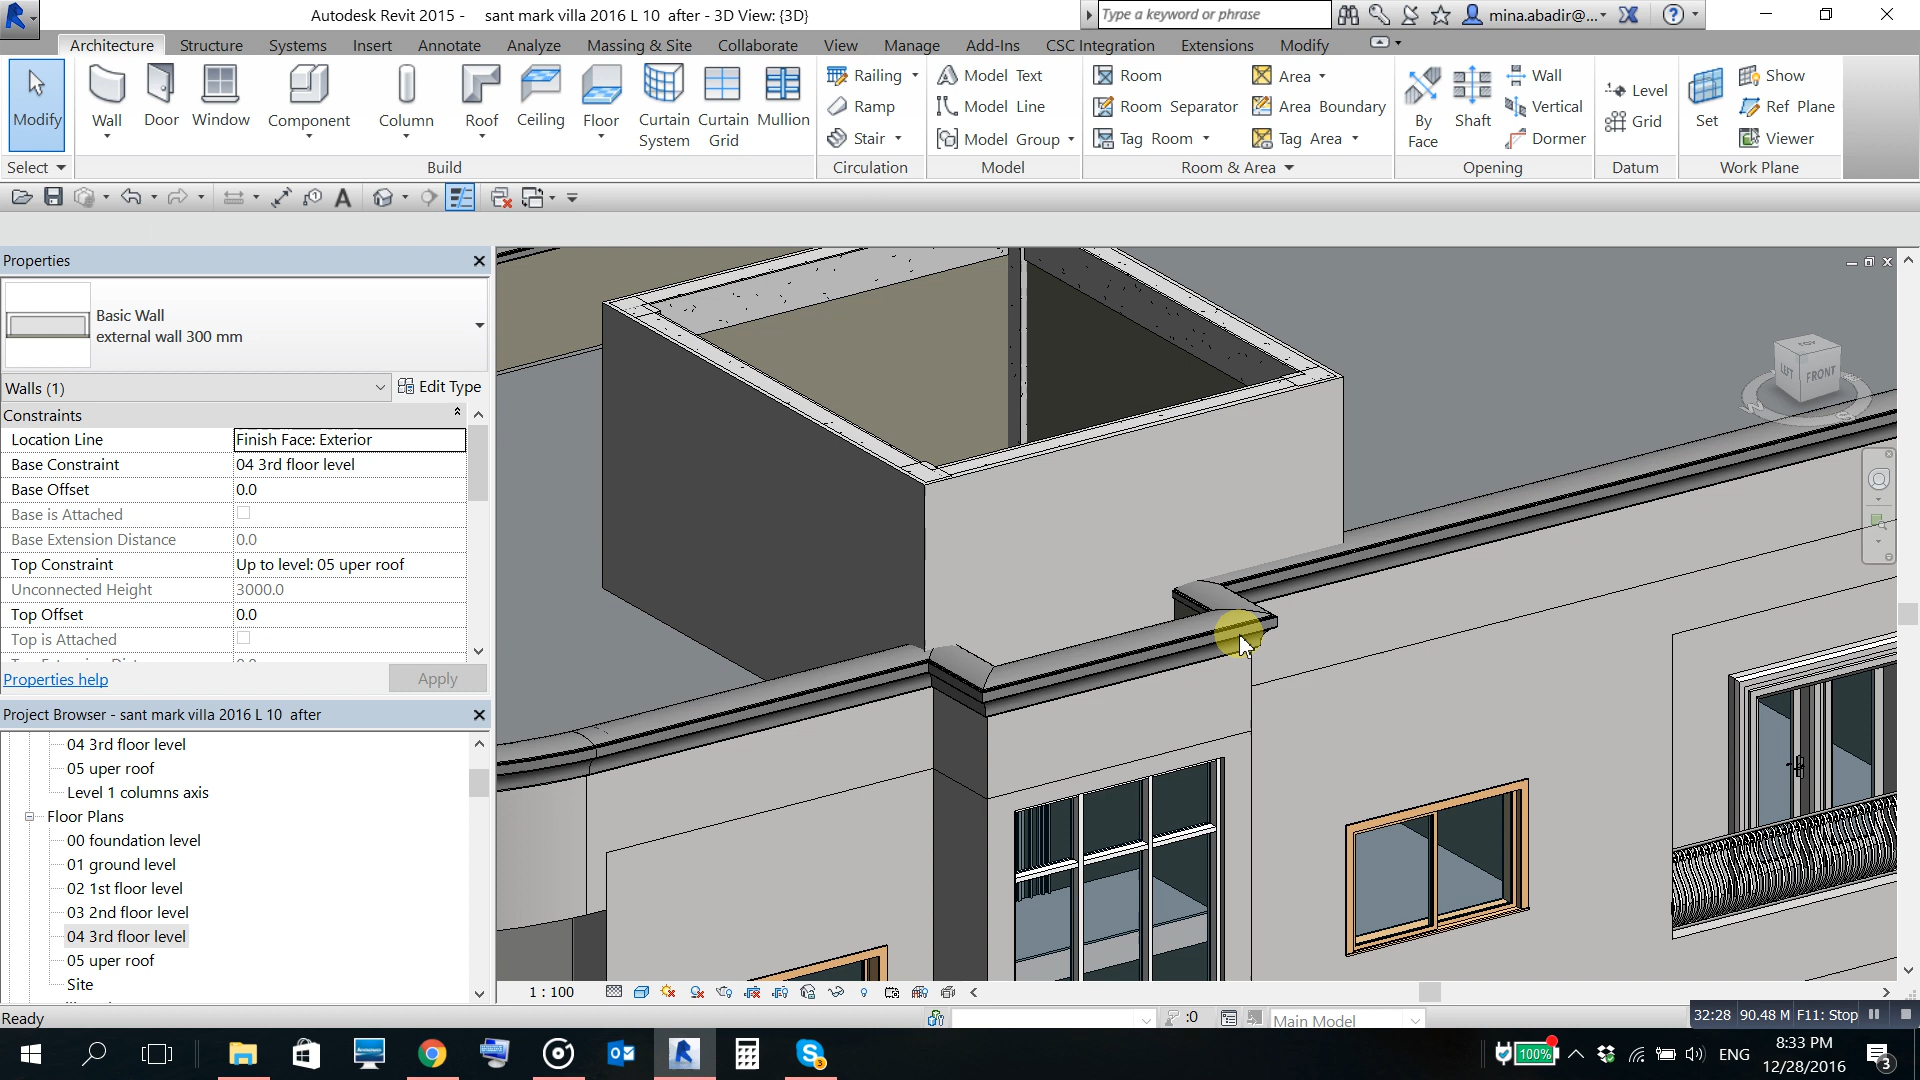 Autodesk Revit 2015 - sant mark villa 2016 L 10 after - 3D View: {3D}
Type a keyword or phrase
mina.abadir@...
Architecture Structure Systems Insert Annotate Analyze Massing & Site Collaborate View Manage Add-Ins CSC Integration Extensions Modify
Modify
Wall
Door
Window
Component
Column
Roof
Ceiling
Floor
Curtain System
Curtain Grid
Mullion
Railing
Ramp
Stair
Model Text
Model Line
Model Group
Room
Room Separator
Tag Room
Area
Area Boundary
Tag Area
By Face
Shaft
Wall
Vertical
Dormer
Level
Grid
Set
Show
Ref Plane
Viewer
Select Build Circulation Model Room & Area Opening Datum Work Plane
Properties
Basic Wall
external wall 300 mm
Walls (1) Edit Type
Constraints
Location Line Finish Face: Exterior
Base Constraint 04 3rd floor level
Base Offset 0.0
Base is Attached
Base Extension Distance 0.0
Top Constraint Up to level: 05 uper roof
Unconnected Height 3000.0
Top Offset 0.0
Top is Attached
Properties help Apply
Project Browser - sant mark villa 2016 L 10 after
04 3rd floor level
05 uper roof
Level 1 columns axis
Floor Plans
00 foundation level
01 ground level
02 1st floor level
03 2nd floor level
04 3rd floor level
05 uper roof
Site
FRONT
1 : 100
Ready
:0
Main Model
32:28 90.48 M F11: Stop
100%
ENG
8:33 PM
12/28/2016
3
3